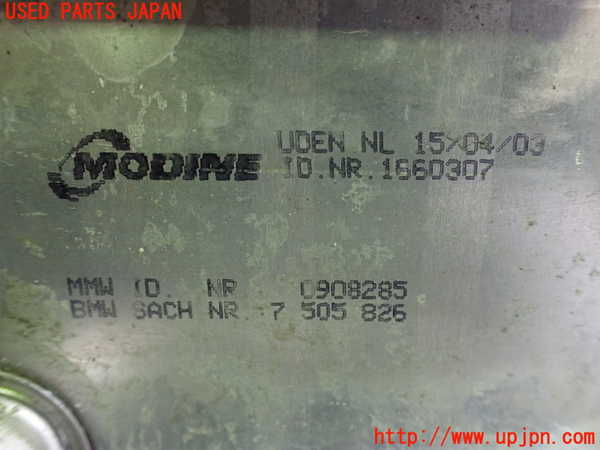 USED PARTS JAPAN
MODINE
UDEN NL 15/04/03
ID.NR.1660307
MMW ID. NR 0908285
BMW SACH NR. 7 505 826
http://www.upjpn.com/